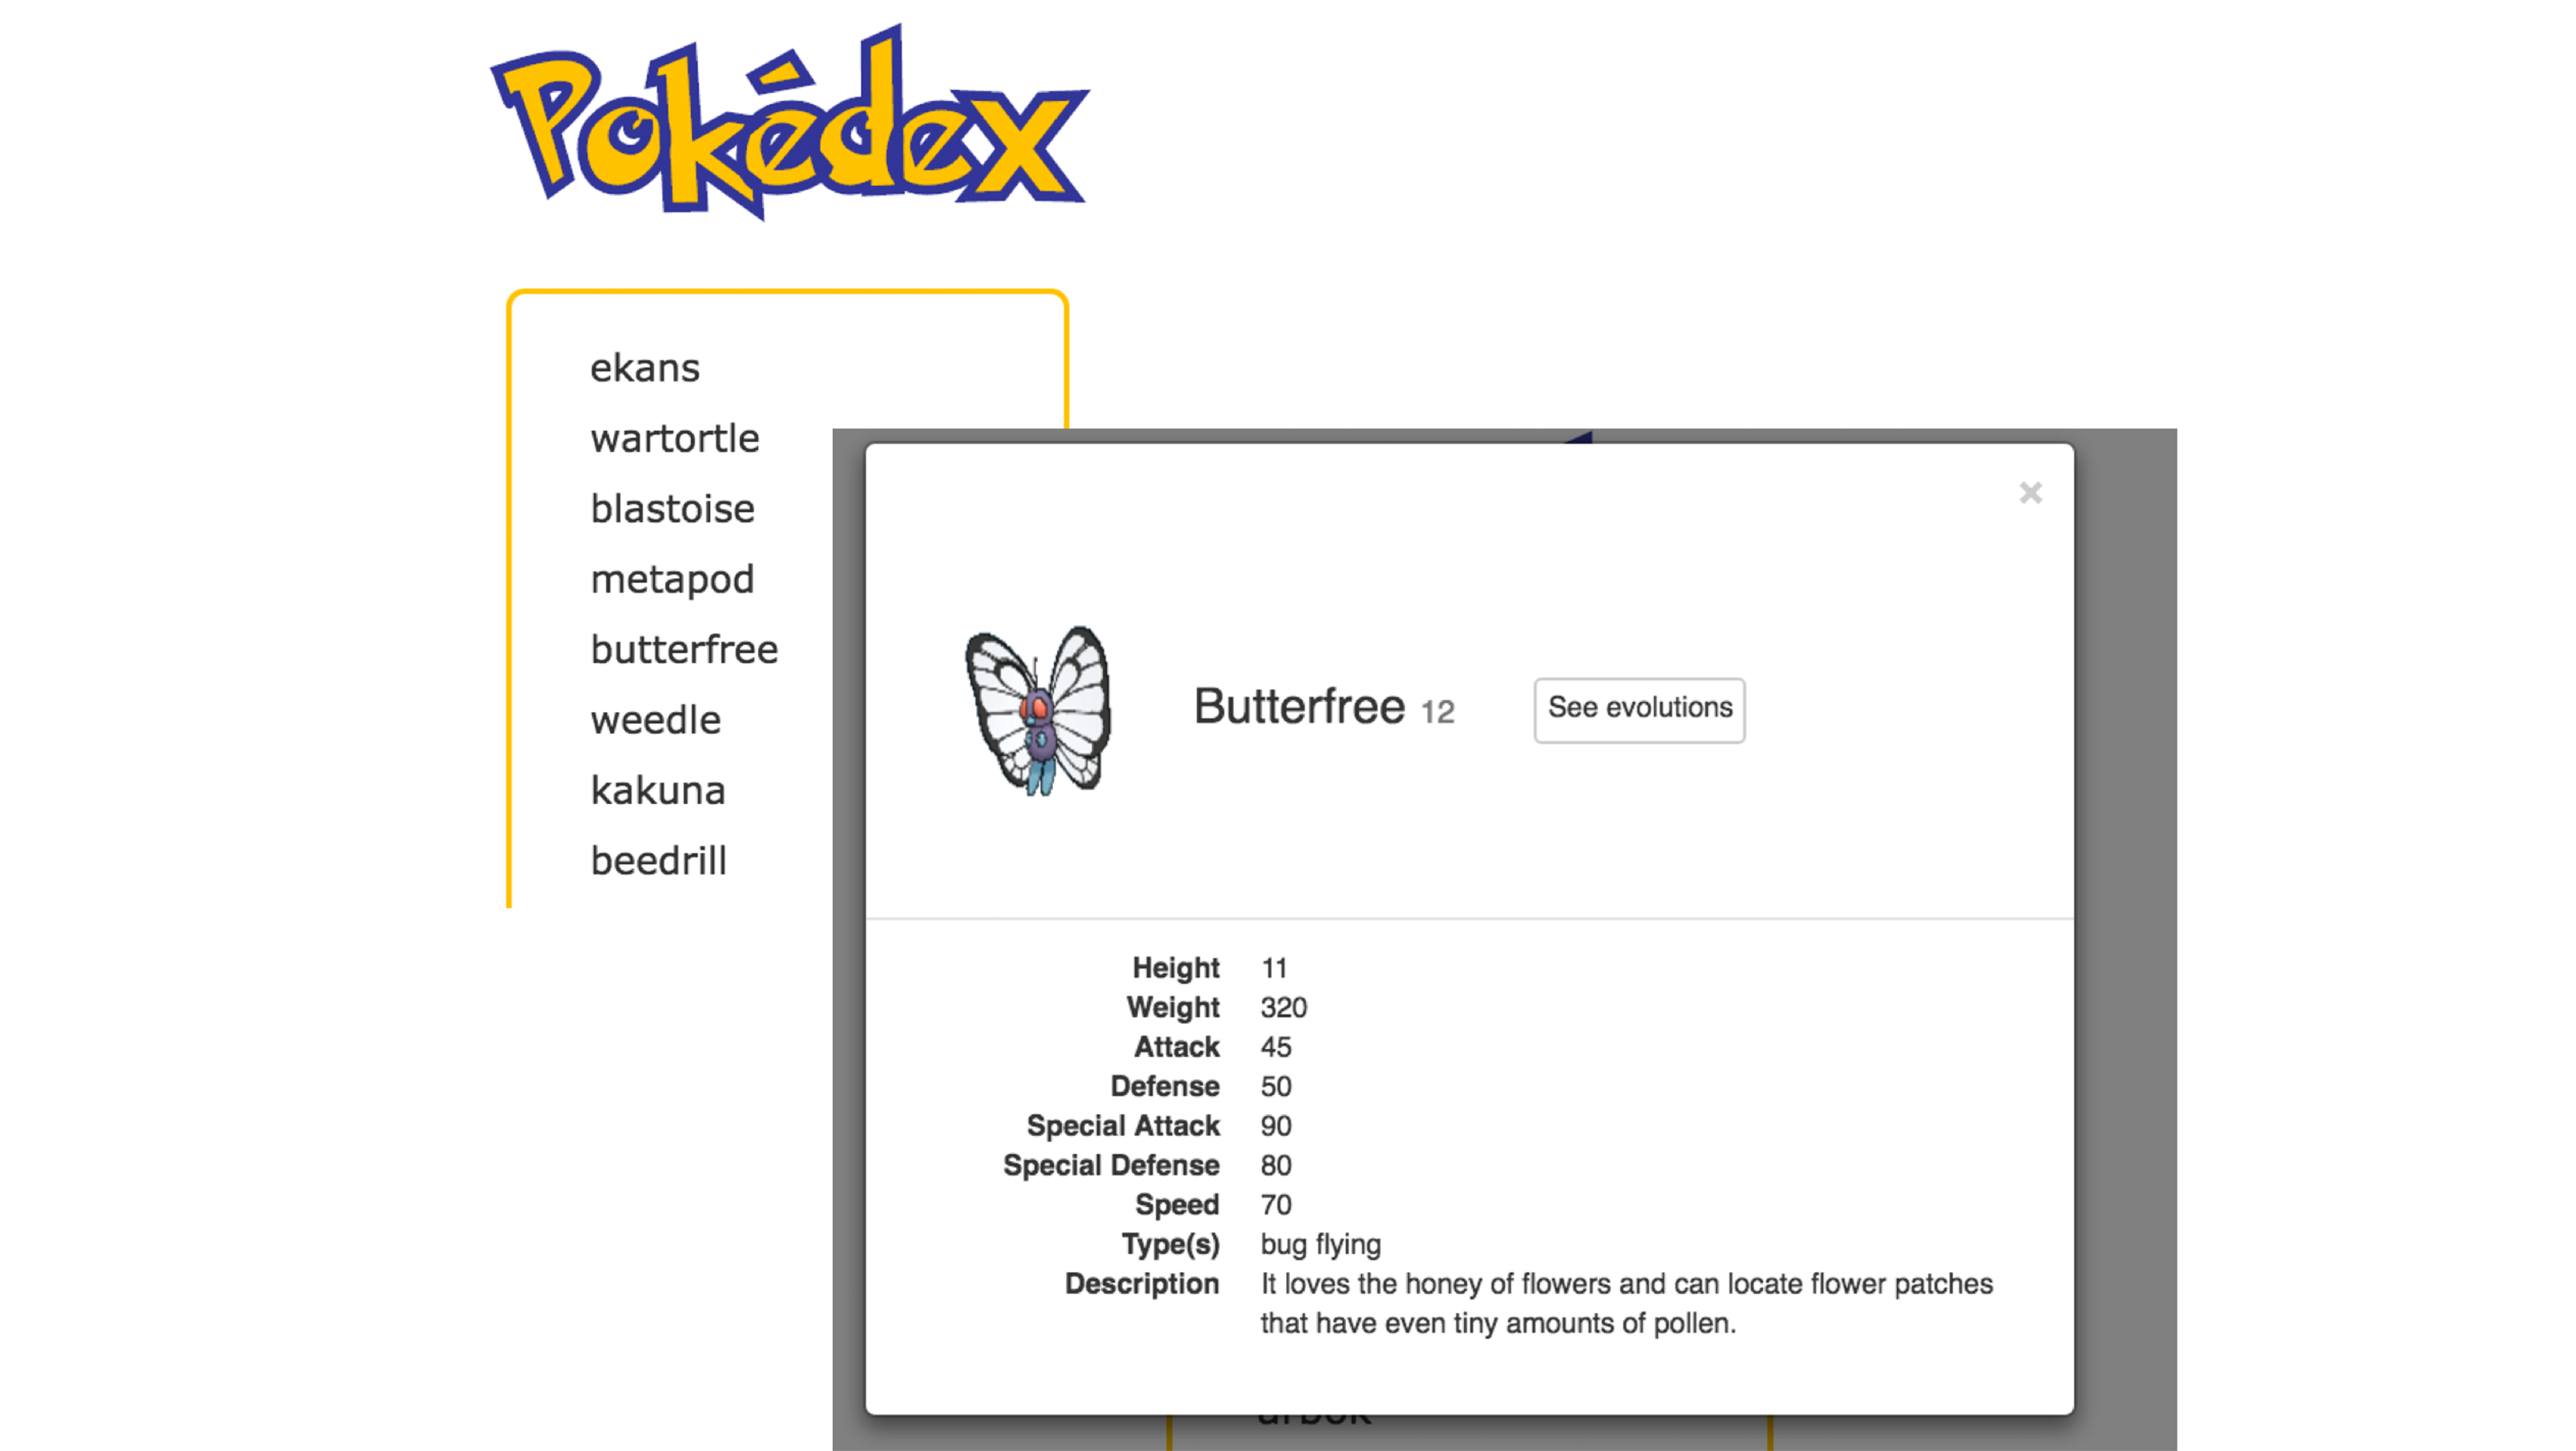 Pokédex
ekans
wartortle
blastoise
metapod
butterfree
weedle
kakuna
beedrill
×
Butterfree 12
See evolutions
Height 11
Weight 320
Attack 45
Defense 50
Special Attack 90
Special Defense 80
Speed 70
Type(s) bug flying
Description It loves the honey of flowers and can locate flower patches
that have even tiny amounts of pollen.
arbok